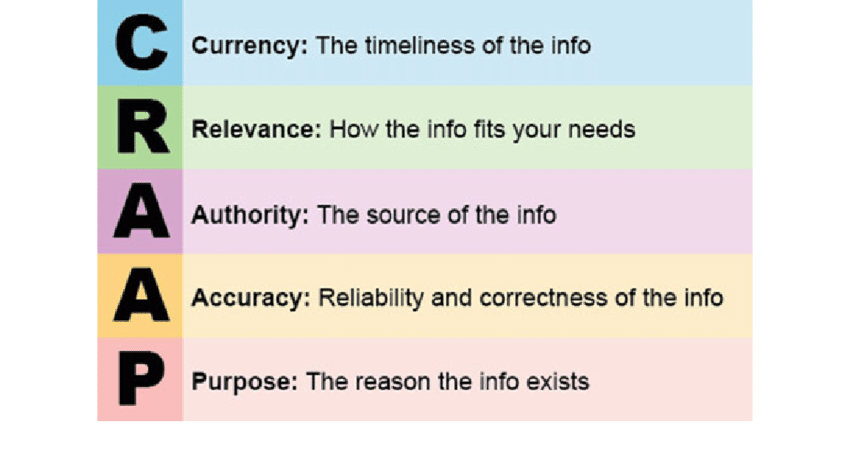 C Currency: The timeliness of the info
R Relevance: How the info fits your needs
A Authority: The source of the info
A Accuracy: Reliability and correctness of the info
P Purpose: The reason the info exists